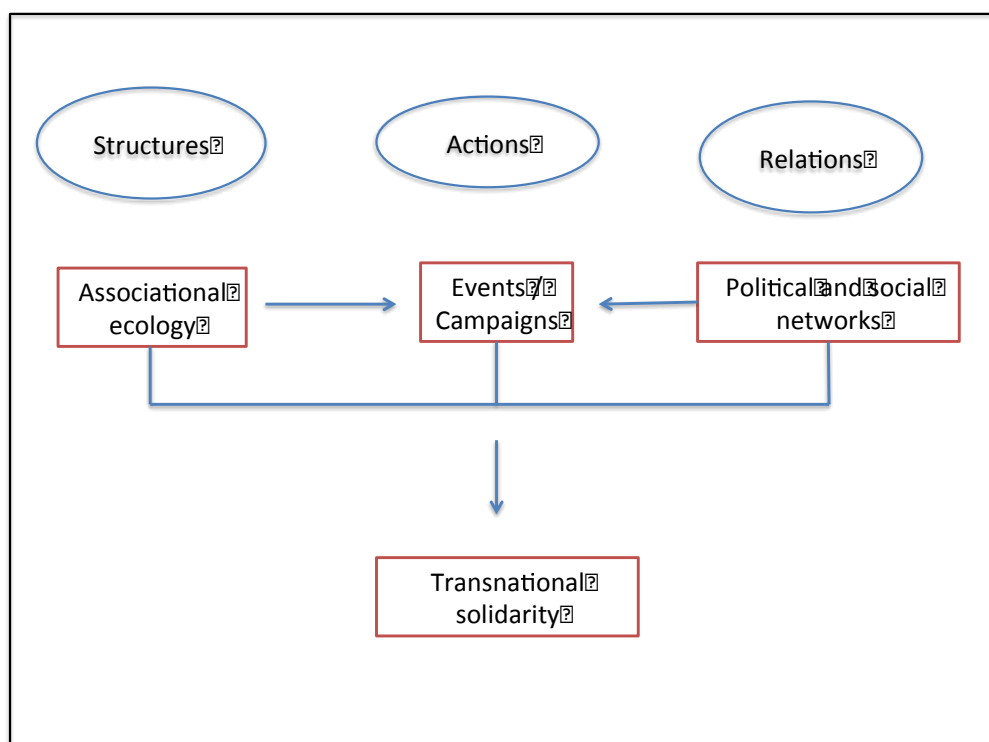 Structures
Actions
Relations
Associational
ecology
Events /
Campaigns
Political and social
networks
Transnational
solidarity